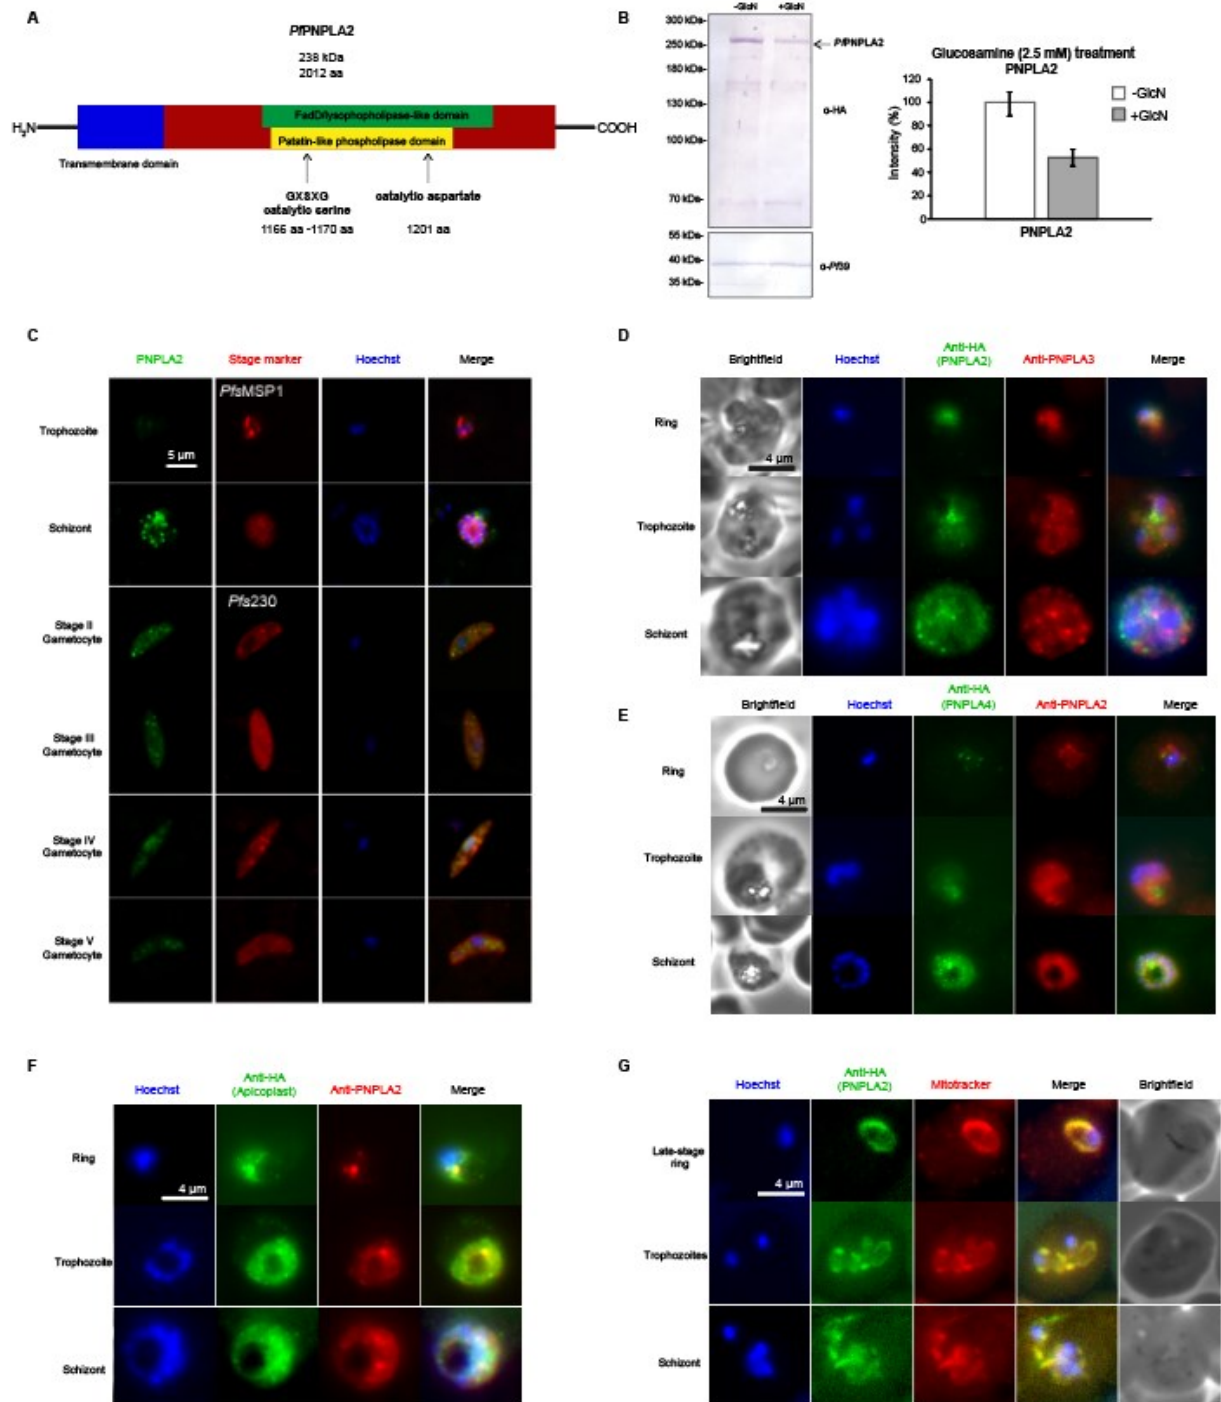 A
PfPNPLA2
238 kDa
2012 aa
FadD/lysophopholipase-like domain
H₂N
COOH
Patatin-like phospholipase domain
Transmembrane domain
GXSXG
catalytic serine
catalytic aspartate
1166 aa -1170 aa
1201 aa
B
-GlcN +GlcN
300 kDa-
250 kDa-
PfPNPLA2
180 kDa-
130 kDa-
α-HA
100 kDa-
70 kDa-
55 kDa-
40 kDa-
α-Pf39
35 kDa-
Glucosamine (2.5 mM) treatment
PNPLA2
120
100
80
60
40
20
0
Intensity (%)
-GlcN
+GlcN
PNPLA2
C
PNPLA2 Stage marker Hoechst Merge
PfsMSP1
Trophozoite
5 μm
Schizont
Pfs230
Stage II
Gametocyte
Stage III
Gametocyte
Stage IV
Gametocyte
Stage V
Gametocyte
D
Brightfield Hoechst Anti-HA
(PNPLA2) Anti-PNPLA3 Merge
Ring
4 μm
Trophozoite
Schizont
E
Brightfield Hoechst Anti-HA
(PNPLA4) Anti-PNPLA2 Merge
Ring
4 μm
Trophozoite
Schizont
F
Hoechst Anti-HA
(Apicoplast) Anti-PNPLA2 Merge
Ring
4 μm
Trophozoite
Schizont
G
Hoechst Anti-HA
(PNPLA2) Mitotracker Merge Brightfield
Late-stage
ring
4 μm
Trophozoites
Schizont